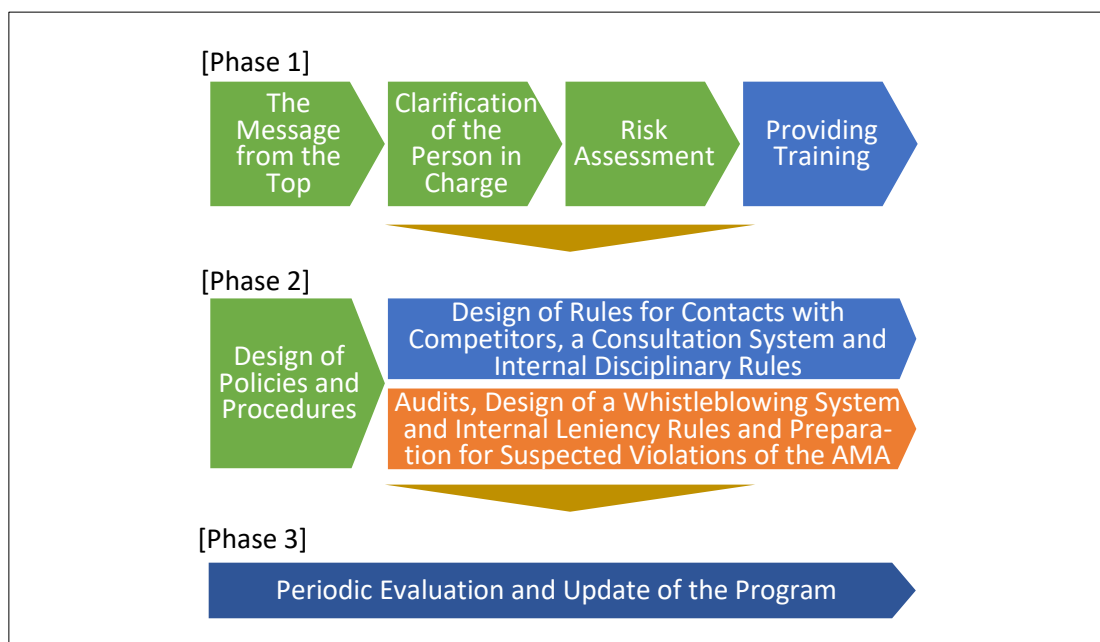 [Phase 1]
The
Message
from the
Top
Clarification
of the
Person in
Charge
Risk
Assessment
Providing
Training
[Phase 2]
Design of
Policies and
Procedures
Design of Rules for Contacts with
Competitors, a Consultation System and
Internal Disciplinary Rules
Audits, Design of a Whistleblowing System
and Internal Leniency Rules and Prepara-
tion for Suspected Violations of the AMA
[Phase 3]
Periodic Evaluation and Update of the Program